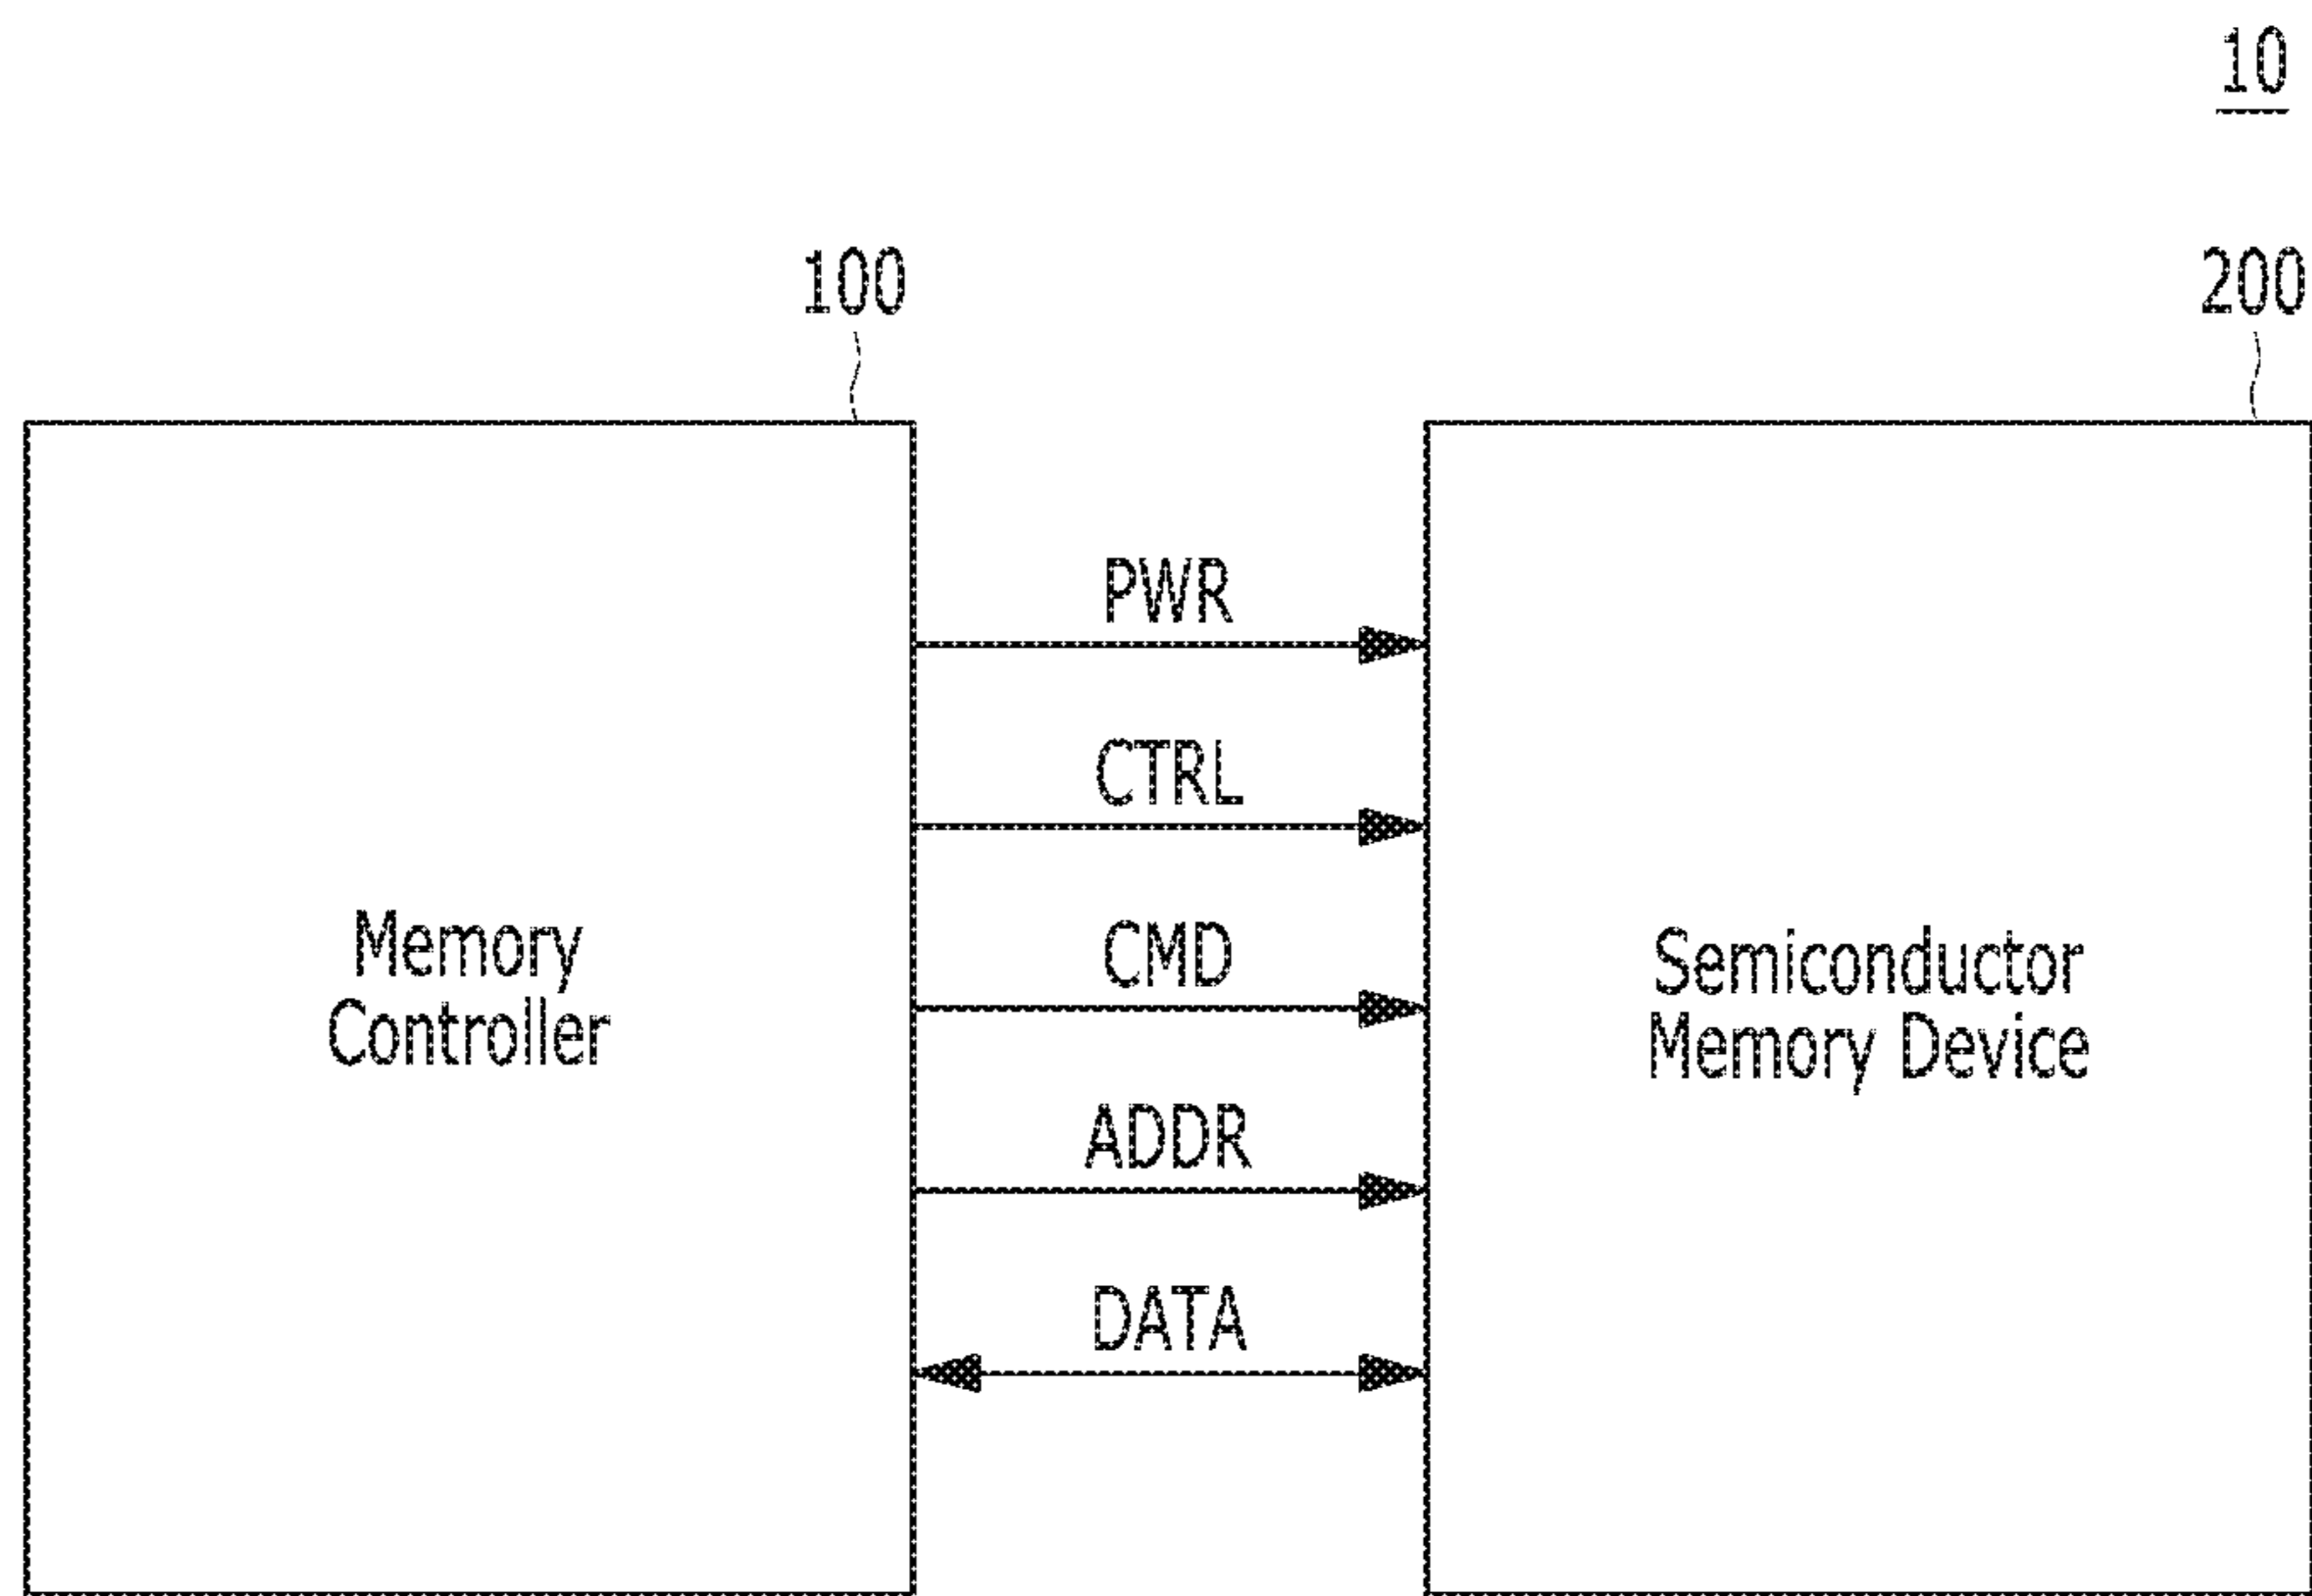 10
100
200
PWR
CTRL
CMD
ADDR
DATA
Memory
Controller
Semiconductor
Memory Device